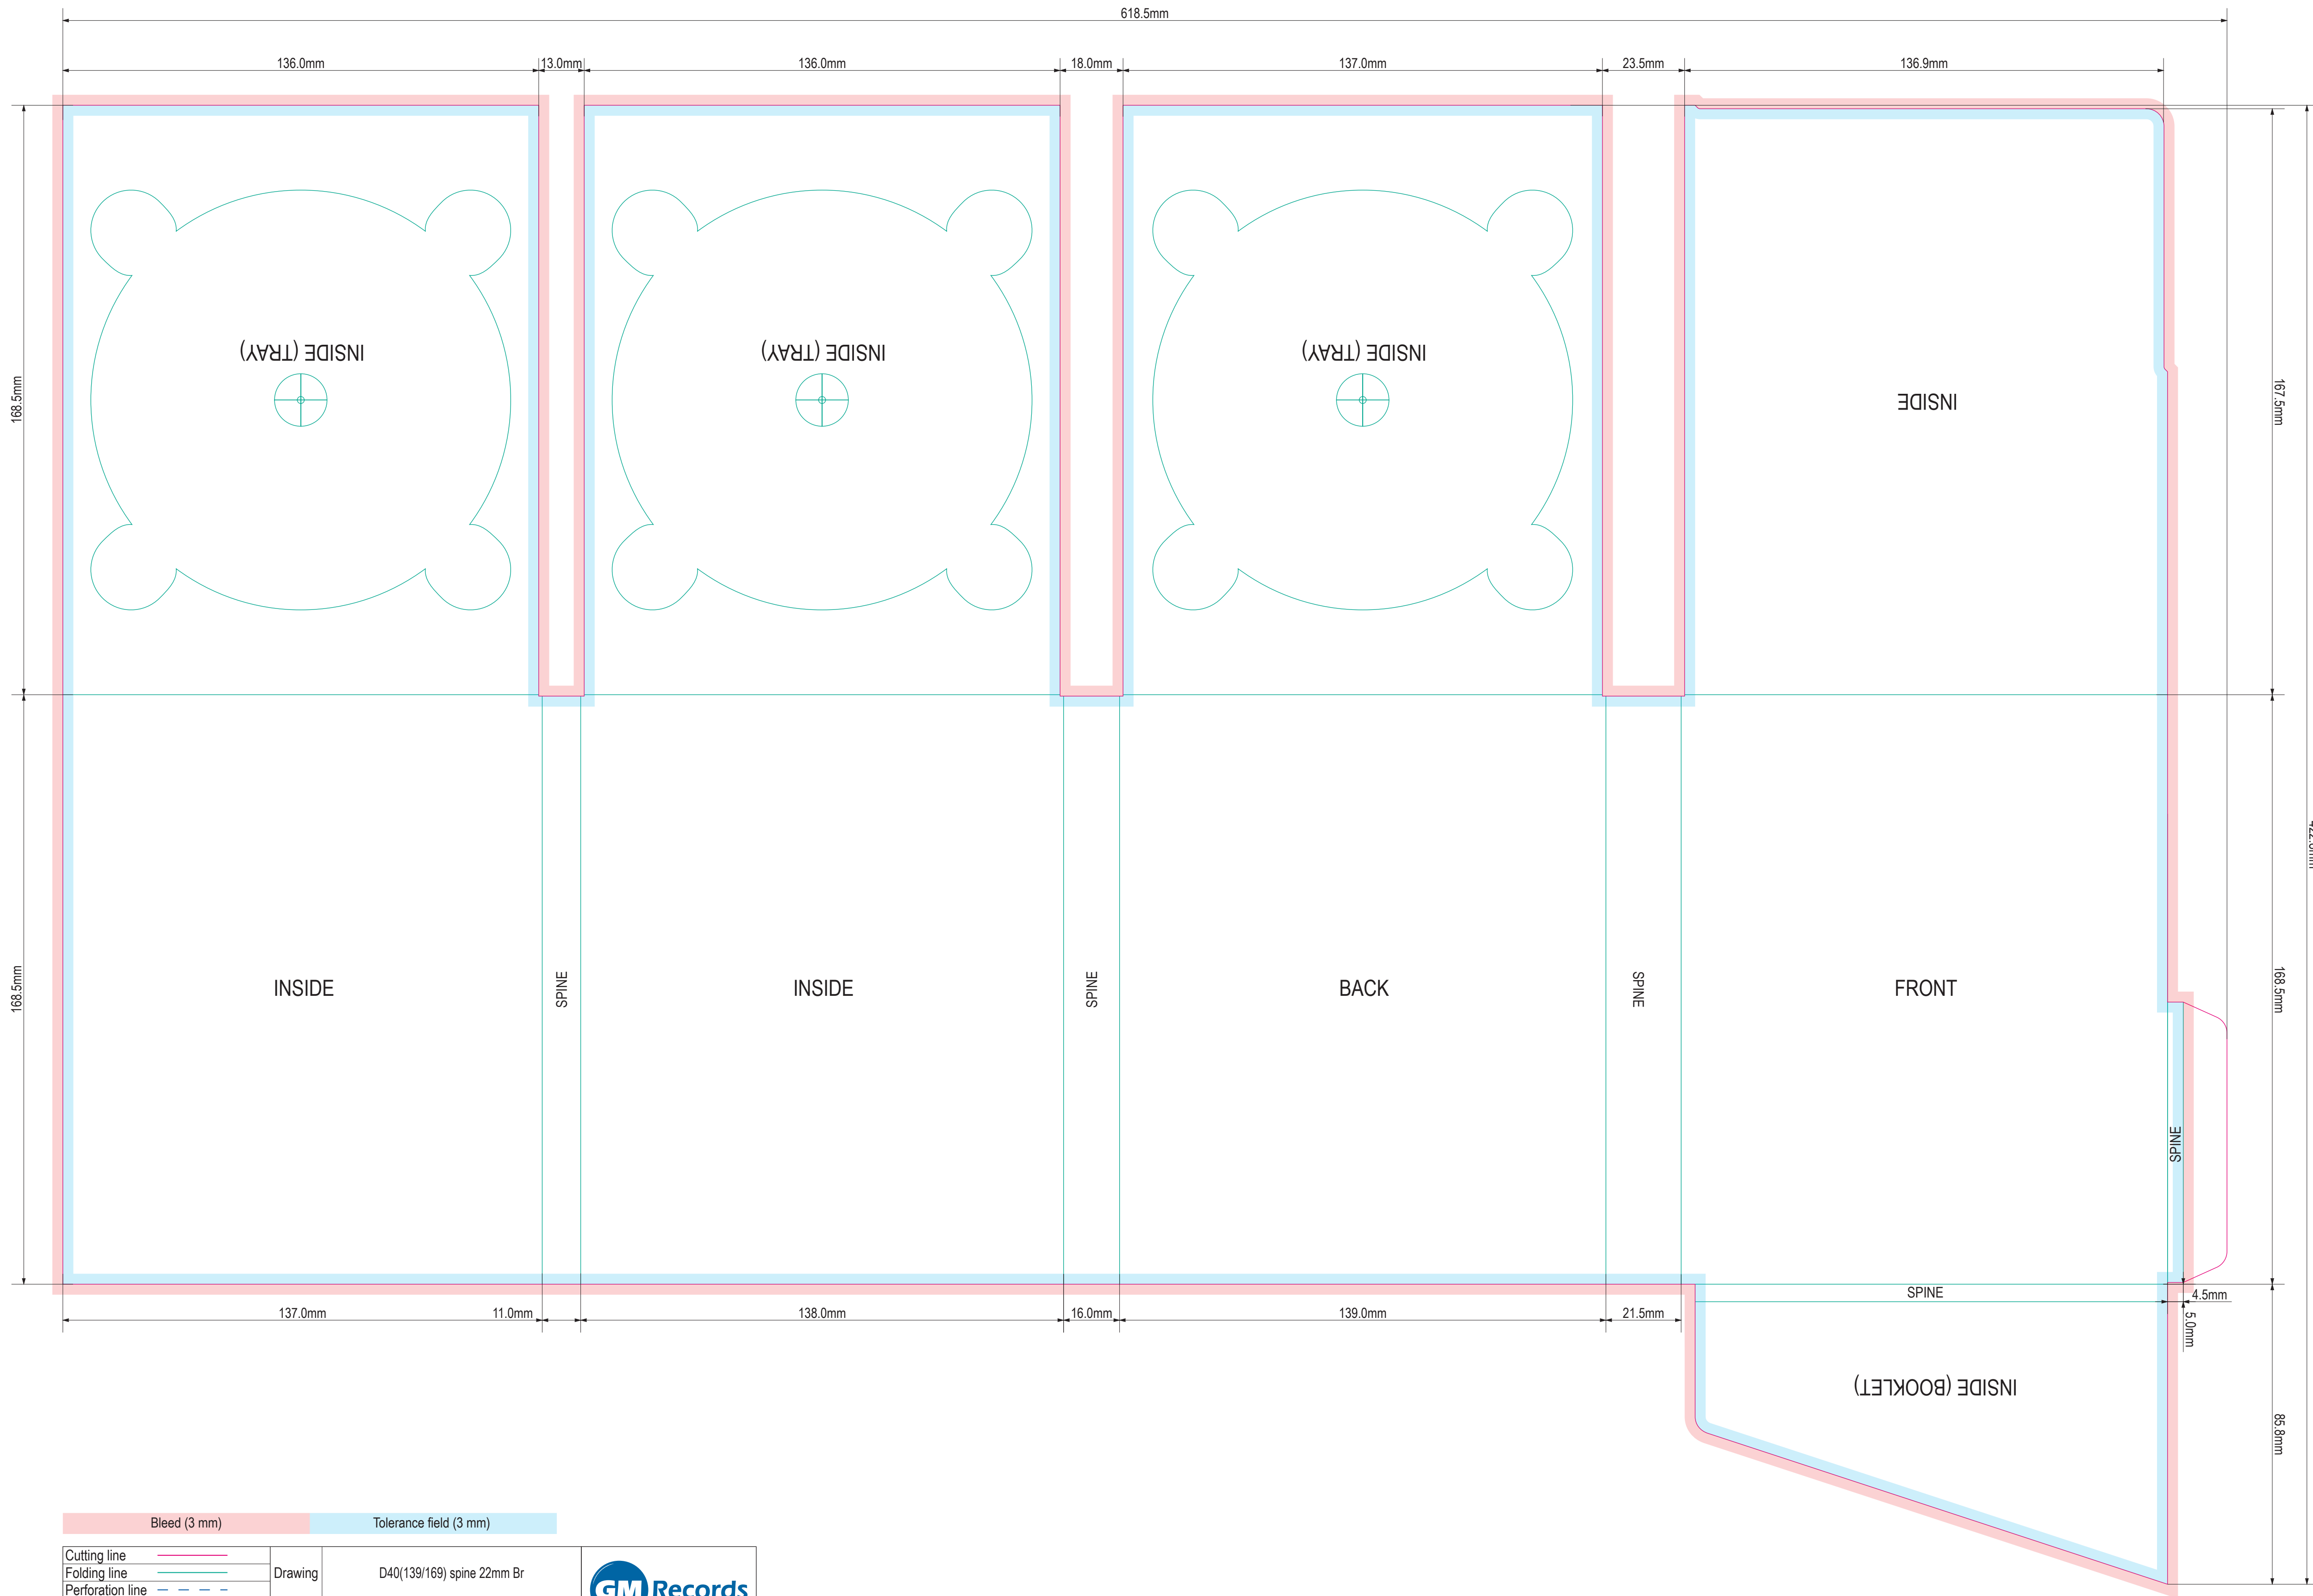 618.5mm
136.0mm
13.0mm
136.0mm
18.0mm
137.0mm
23.5mm
136.9mm
168.5mm
INSIDE (TRAY)
INSIDE (TRAY)
INSIDE (TRAY)
INSIDE
167.5mm
168.5mm
INSIDE
SPINE
INSIDE
SPINE
BACK
SPINE
FRONT
SPINE
168.5mm
137.0mm
11.0mm
138.0mm
16.0mm
139.0mm
21.5mm
SPINE
4.5mm
5.0mm
INSIDE (BOOKLET)
85.8mm
Bleed (3 mm)
Tolerance field (3 mm)
Cutting line
Folding line
Perforation line
Drawing
D40(139/169) spine 22mm Br
GM Records